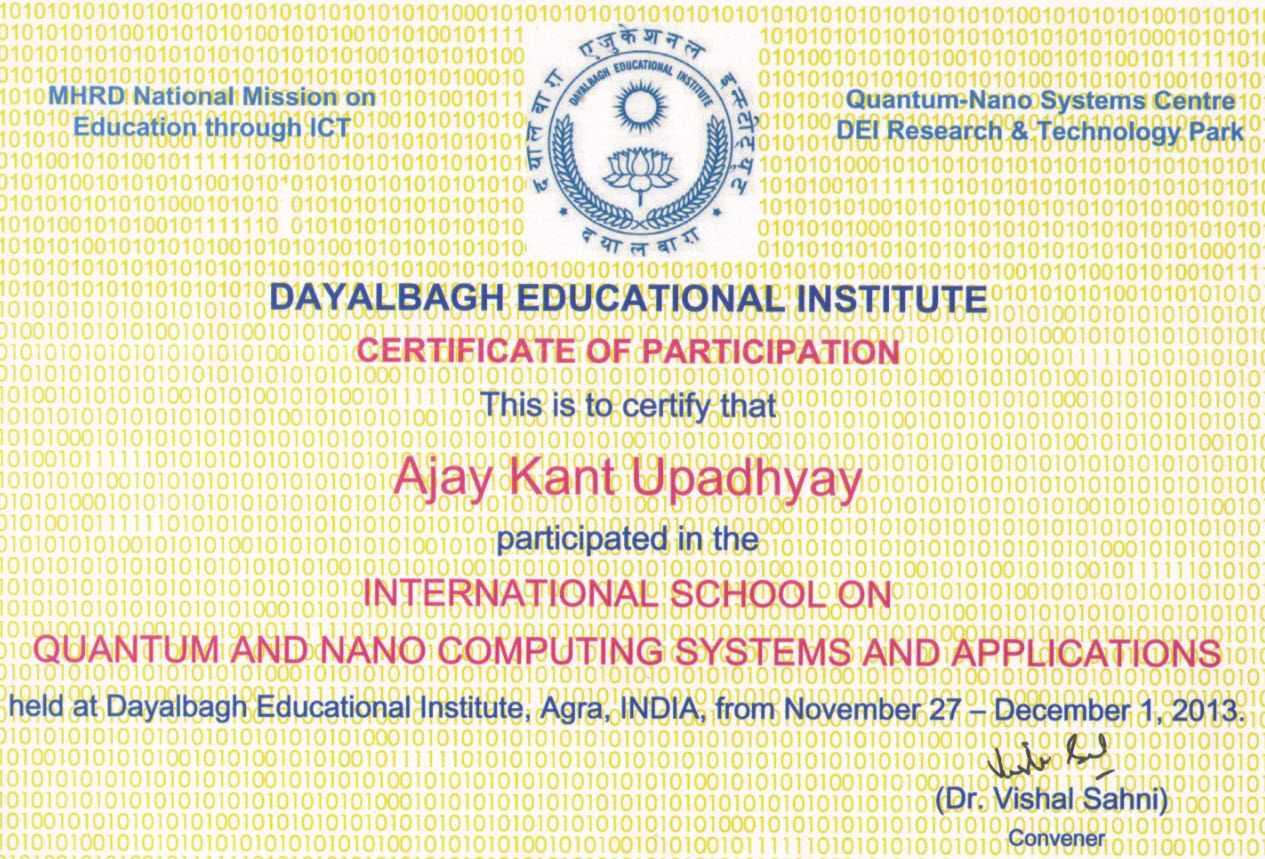 MHRD National Mission on
Education through ICT
दयालबाग़ एजुकेशनल इन्स्टीट्यूट
DAYALBAGH EDUCATIONAL INSTITUTE
दयालबाग़
Quantum-Nano Systems Centre
DEI Research & Technology Park
DAYALBAGH EDUCATIONAL INSTITUTE
CERTIFICATE OF PARTICIPATION
This is to certify that
Ajay Kant Upadhyay
participated in the
INTERNATIONAL SCHOOL ON
QUANTUM AND NANO COMPUTING SYSTEMS AND APPLICATIONS
held at Dayalbagh Educational Institute, Agra, INDIA, from November 27 – December 1, 2013.
(Dr. Vishal Sahni)
Convener